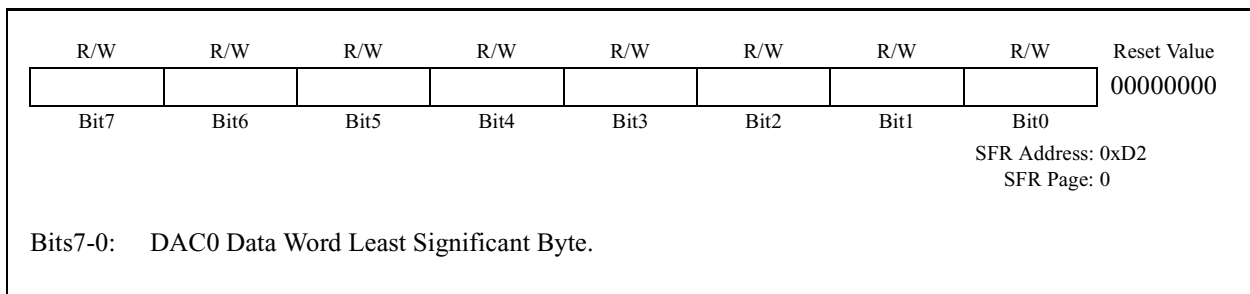 R/W R/W R/W R/W R/W R/W R/W R/W Reset Value
00000000
Bit7 Bit6 Bit5 Bit4 Bit3 Bit2 Bit1 Bit0
SFR Address: 0xD2
SFR Page: 0
Bits7-0: DAC0 Data Word Least Significant Byte.